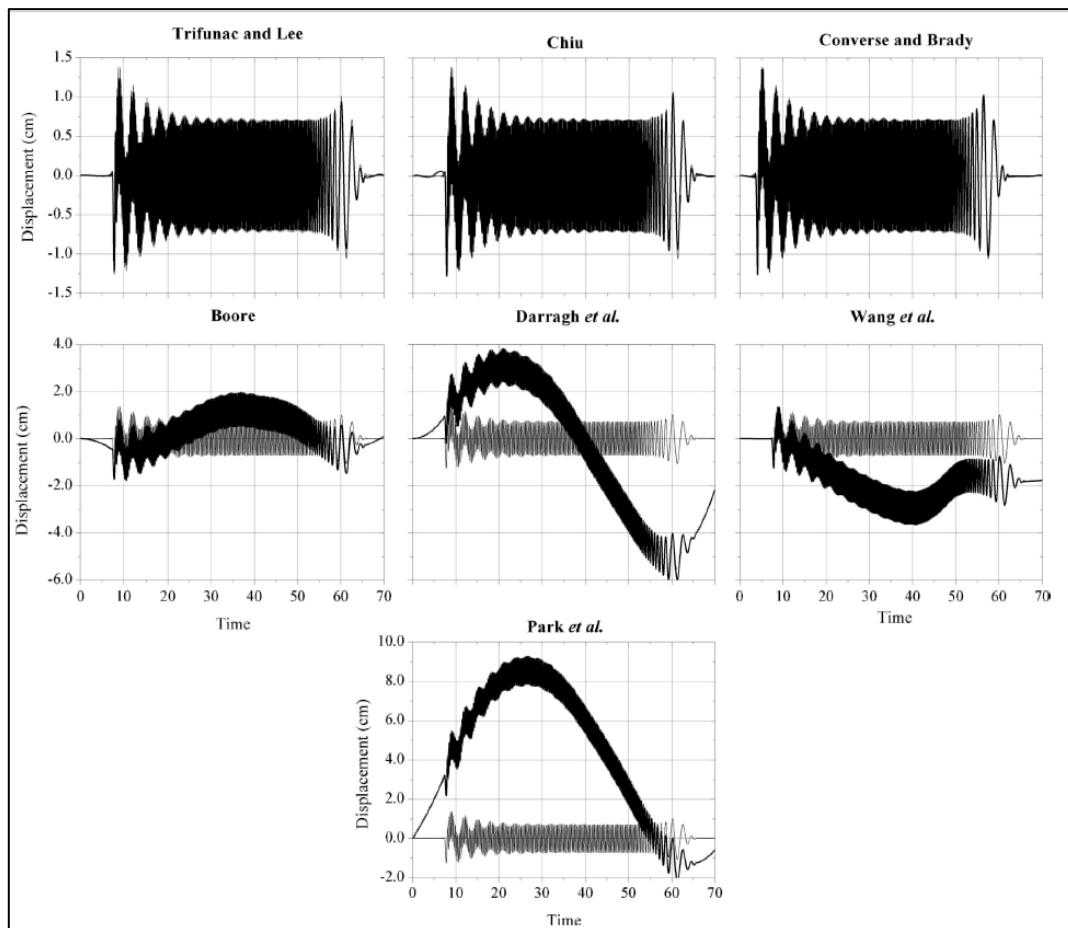 Trifunac and Lee
Chiu
Converse and Brady
Displacement (cm)
1.5
1.0
0.5
0.0
-0.5
-1.0
-1.5
Boore
Darragh et al.
Wang et al.
Displacement (cm)
4.0
2.0
0.0
-2.0
-4.0
-6.0
0 10 20 30 40 50 60 70
0 10 20 30 40 50 60 70
Time
Time
Park et al.
Displacement (cm)
10.0
8.0
6.0
4.0
2.0
0.0
-2.0
0 10 20 30 40 50 60 70
Time